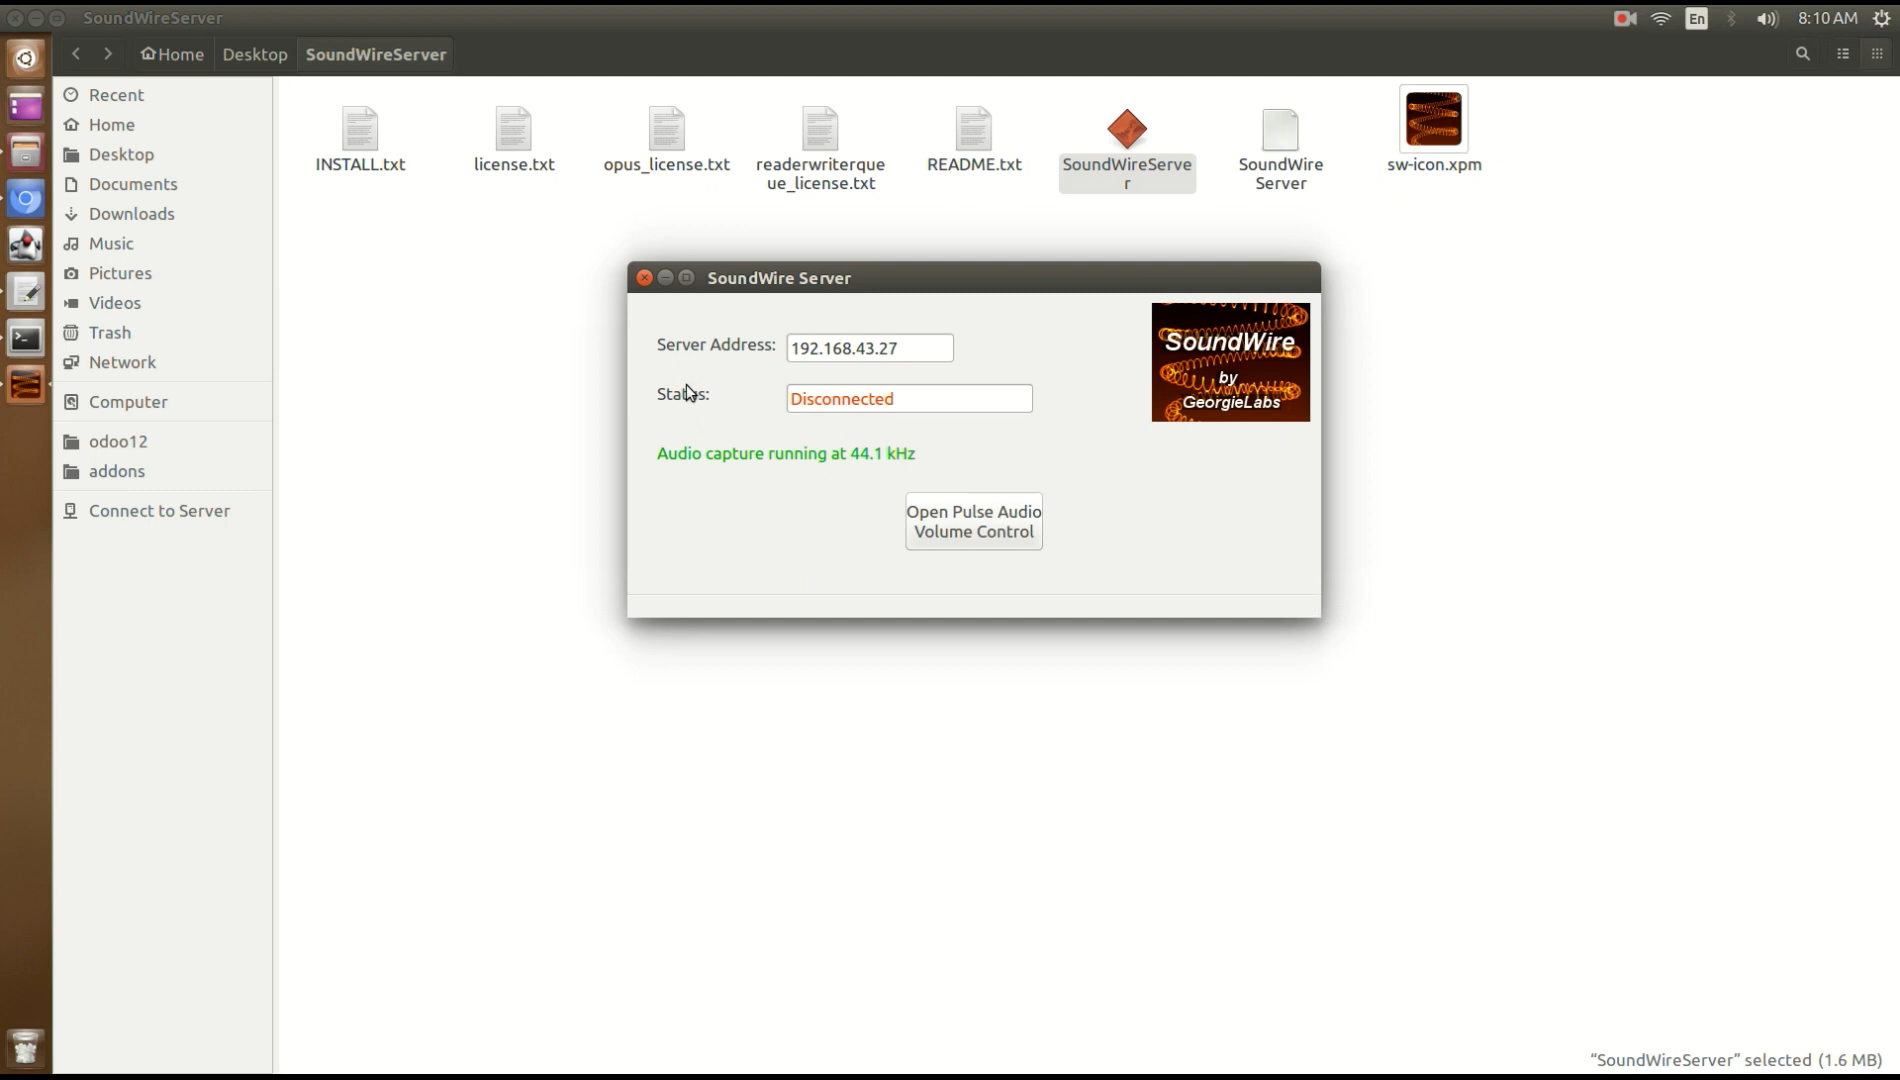 SoundWireServer
En
8:10 AM
Home
Desktop
SoundWireServer
Recent
Home
Desktop
Documents
Downloads
Music
Pictures
Videos
Trash
Network
Computer
odoo12
addons
Connect to Server
INSTALL.txt
license.txt
opus_license.txt
readerwriterque
ue_license.txt
README.txt
SoundWireServe
r
SoundWire
Server
sw-icon.xpm
SoundWire Server
Server Address:
192.168.43.27
Status:
Disconnected
Audio capture running at 44.1 kHz
Open Pulse Audio
Volume Control
SoundWire
by
GeorgieLabs
“SoundWireServer” selected (1.6 MB)